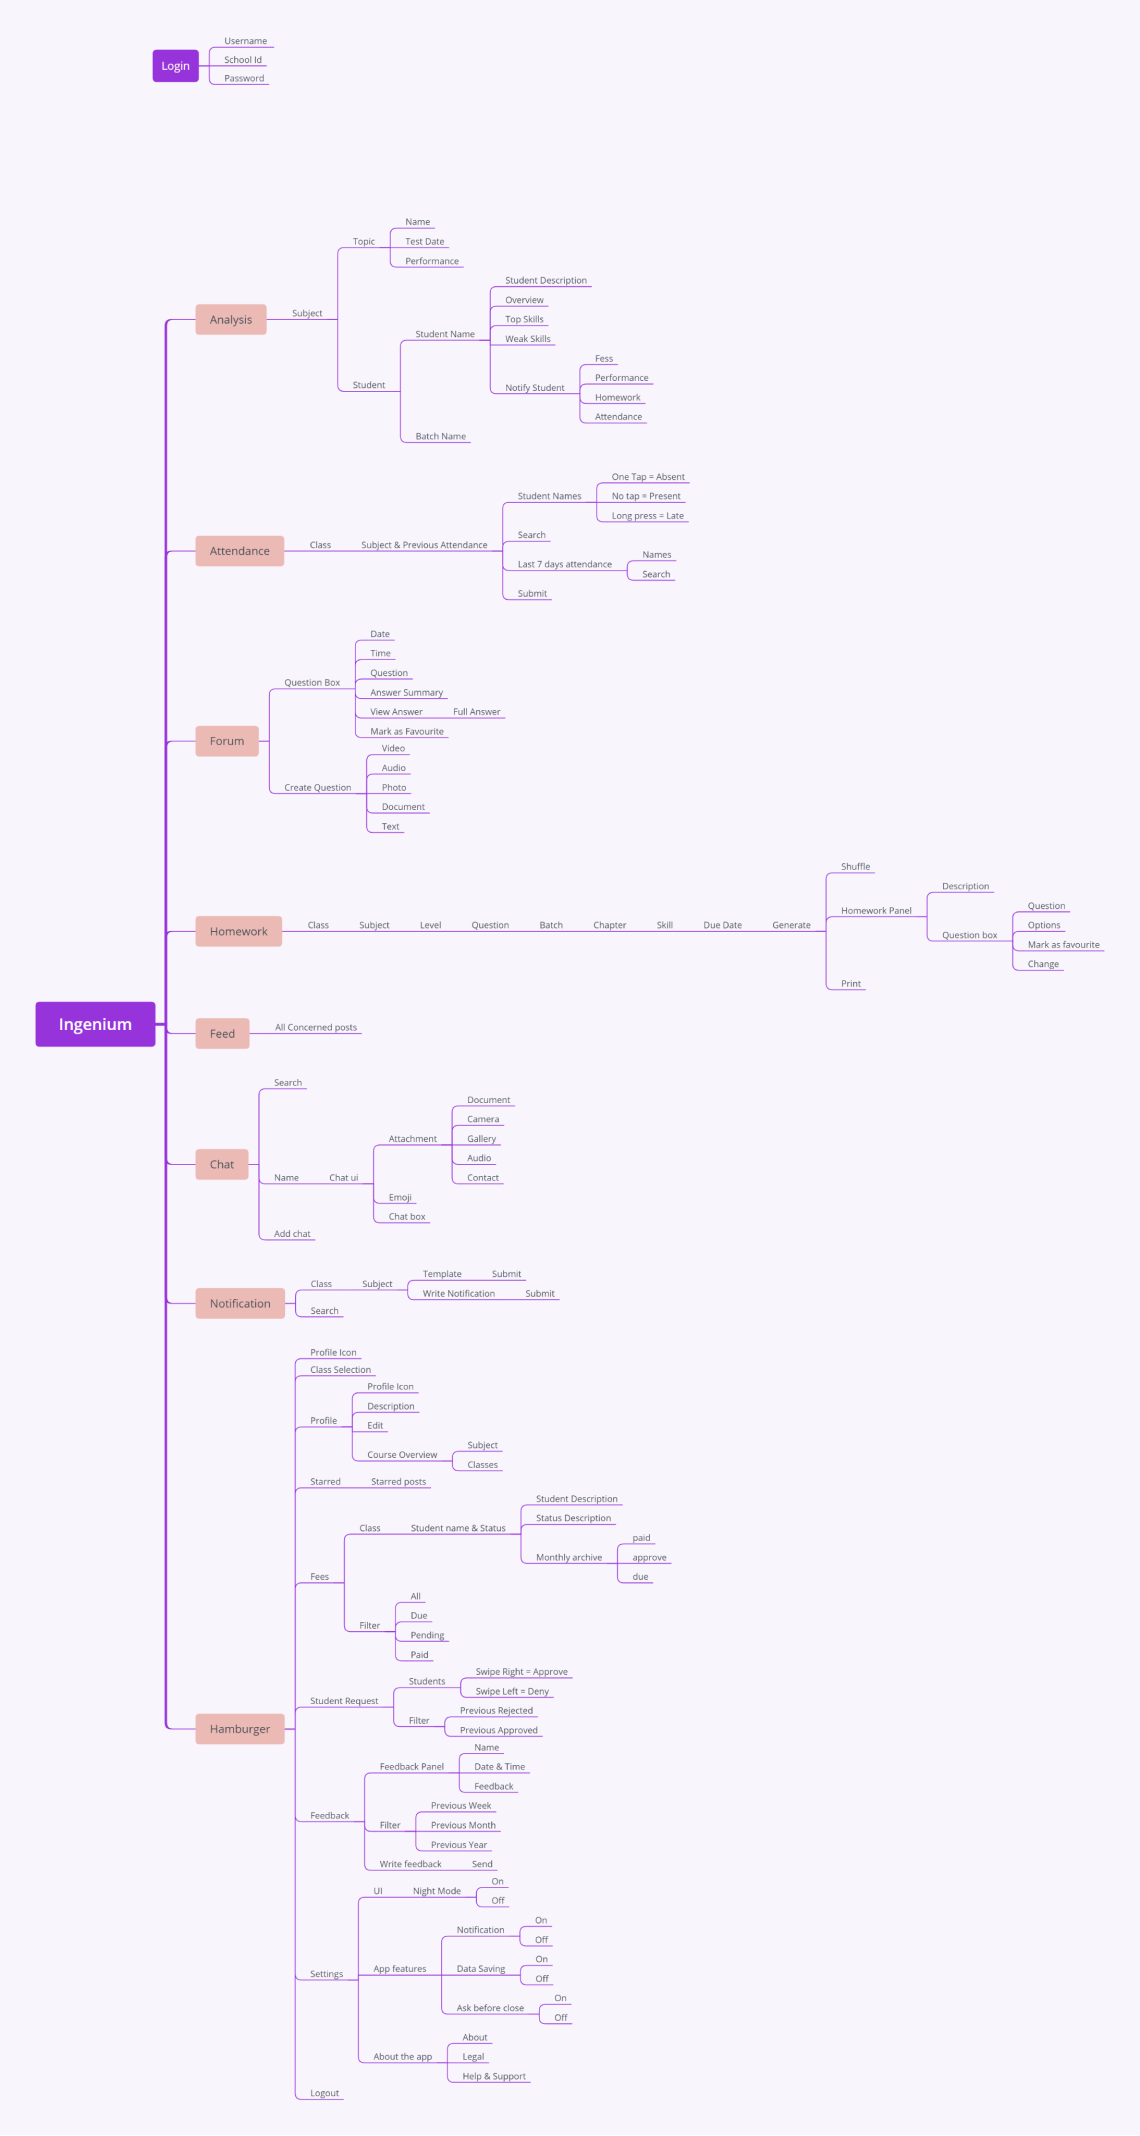 Login
Username
School Id
Password
Ingenium
Analysis
Subject
Topic
Name
Test Date
Performance
Student
Student Name
Student Description
Overview
Top Skills
Weak Skills
Notify Student
Fess
Performance
Homework
Attendance
Batch Name
Attendance
Class
Subject & Previous Attendance
Student Names
One Tap = Absent
No tap = Present
Long press = Late
Search
Last 7 days attendance
Names
Search
Submit
Forum
Question Box
Date
Time
Question
Answer Summary
View Answer
Full Answer
Mark as Favourite
Create Question
Video
Audio
Photo
Document
Text
Homework
Class
Subject
Level
Question
Batch
Chapter
Skill
Due Date
Generate
Shuffle
Homework Panel
Description
Question box
Question
Options
Mark as favourite
Change
Print
Feed
All Concerned posts
Chat
Search
Name
Chat ui
Attachment
Document
Camera
Gallery
Audio
Contact
Emoji
Chat box
Add chat
Notification
Class
Subject
Template
Submit
Write Notification
Submit
Search
Hamburger
Profile Icon
Class Selection
Profile
Profile Icon
Description
Edit
Course Overview
Subject
Classes
Starred
Starred posts
Fees
Class
Student name & Status
Student Description
Status Description
Monthly archive
paid
approve
due
Filter
All
Due
Pending
Paid
Student Request
Students
Swipe Right = Approve
Swipe Left = Deny
Filter
Previous Rejected
Previous Approved
Feedback
Feedback Panel
Name
Date & Time
Feedback
Filter
Previous Week
Previous Month
Previous Year
Write feedback
Send
Settings
UI
Night Mode
On
Off
App features
Notification
On
Off
Data Saving
On
Off
Ask before close
On
Off
About the app
About
Legal
Help & Support
Logout